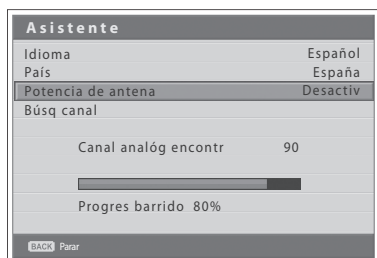 Asistente
Idioma Español
País España
Potencia de antena Desactiv
Búsq canal
Canal analóg encontr 90
Progres barrido 80%
BACK Parar